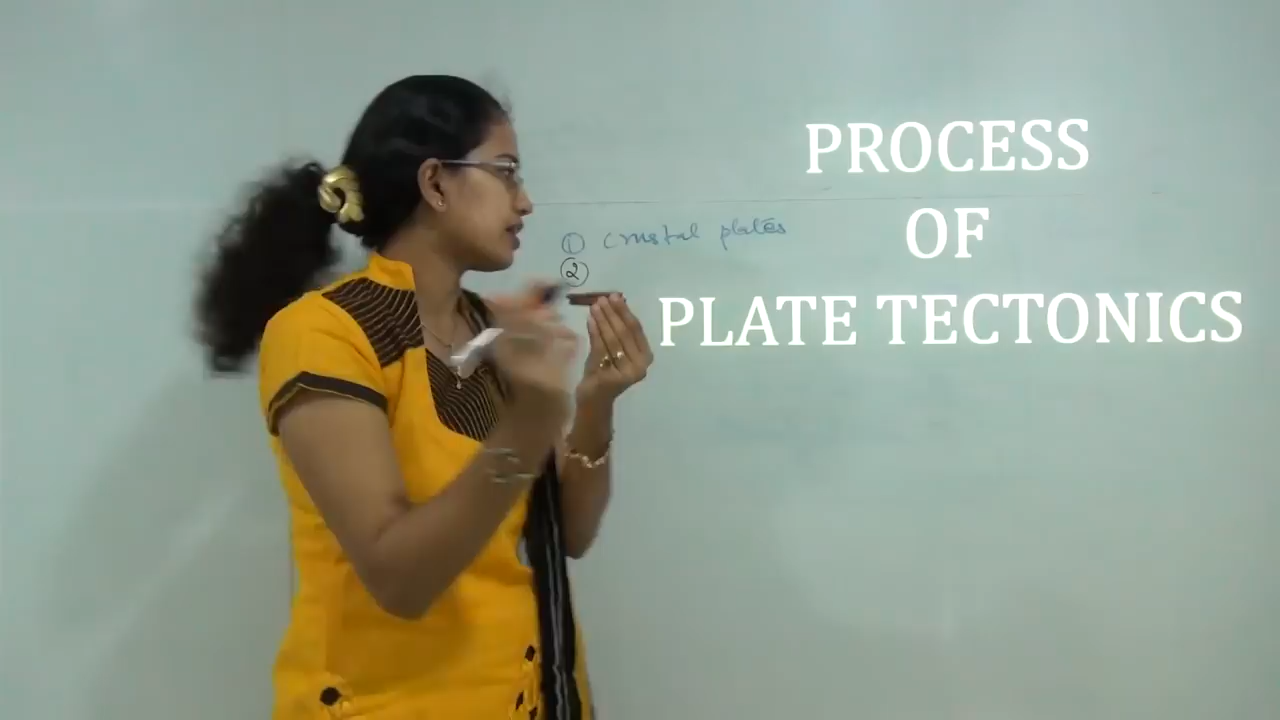 ① crustal plates
②
PROCESS
OF
PLATE TECTONICS